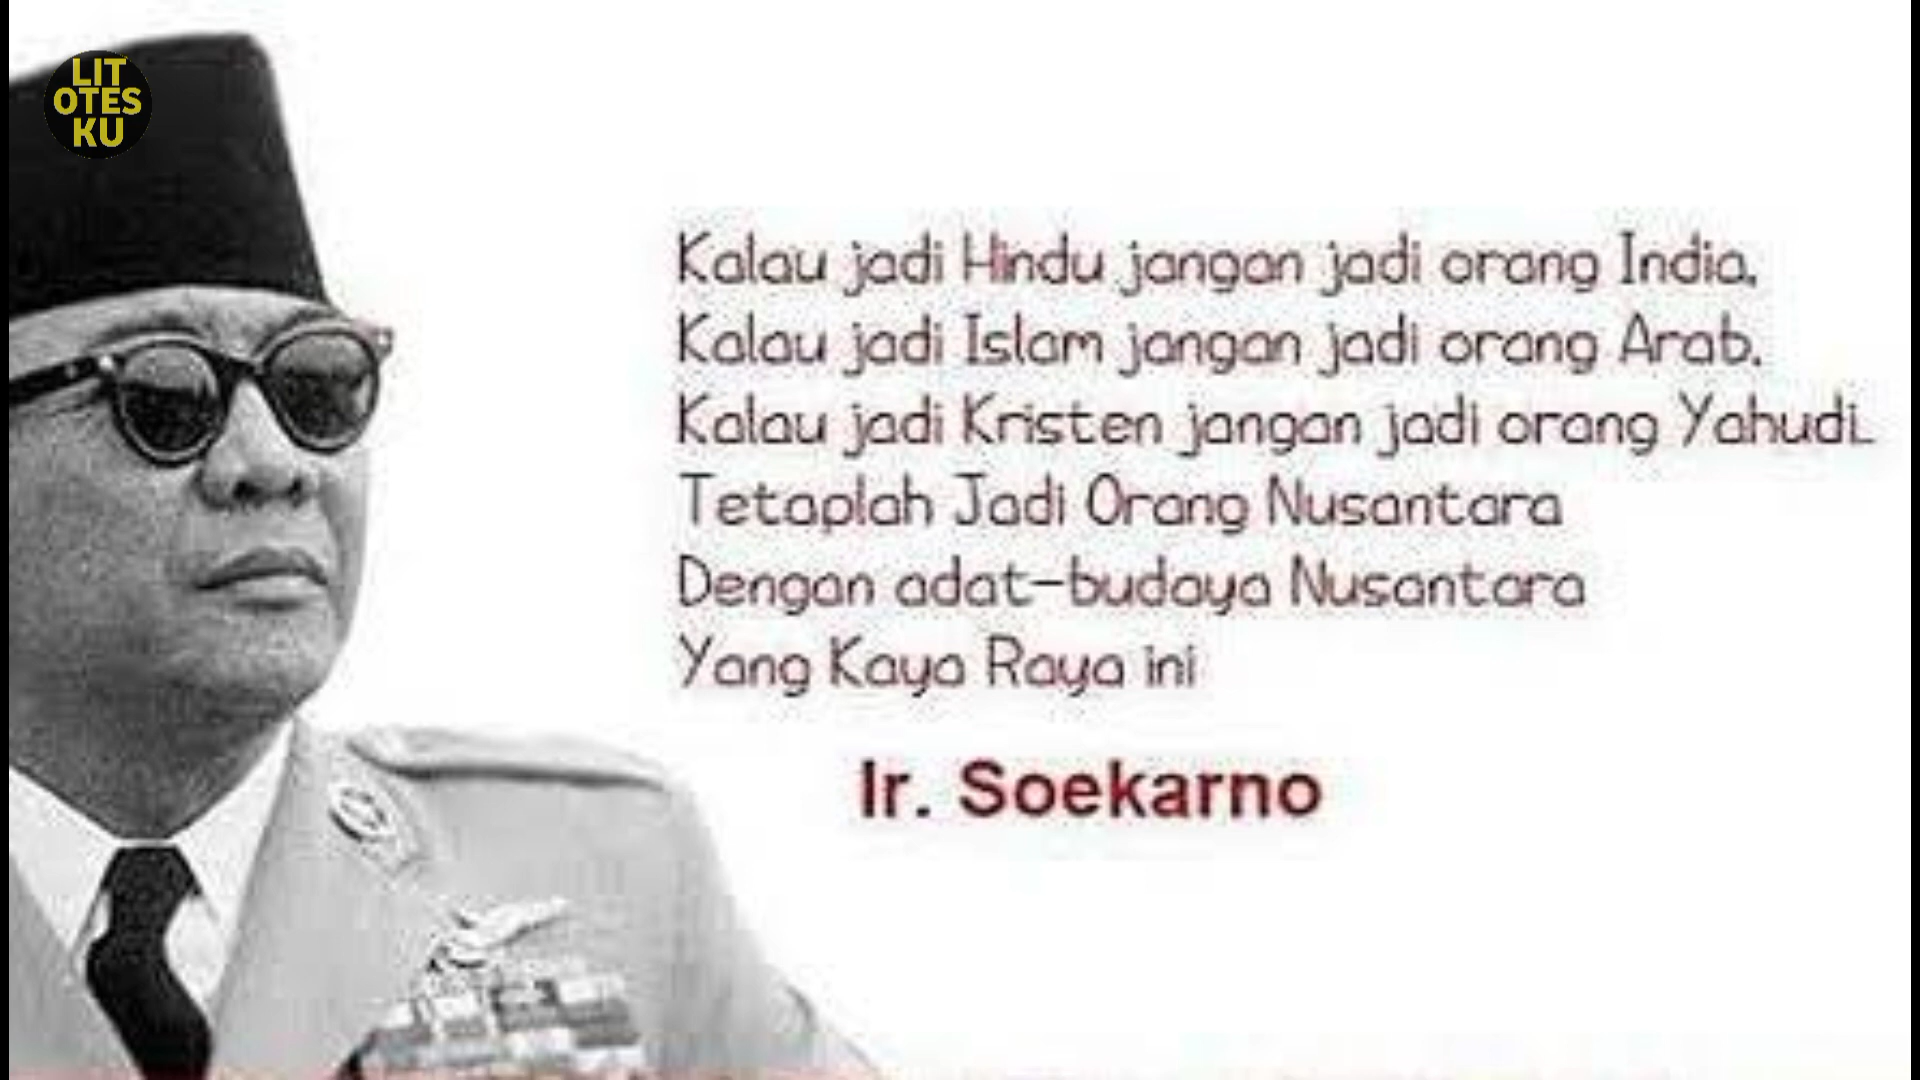 LIT
OTES
KU
Kalau jadi Hindu jangan jadi orang India,
Kalau jadi Islam jangan jadi orang Arab,
Kalau jadi Kristen jangan jadi orang Yahudi..
Tetaplah Jadi Orang Nusantara
Dengan adat-budaya Nusantara
Yang Kaya Raya ini
Ir. Soekarno